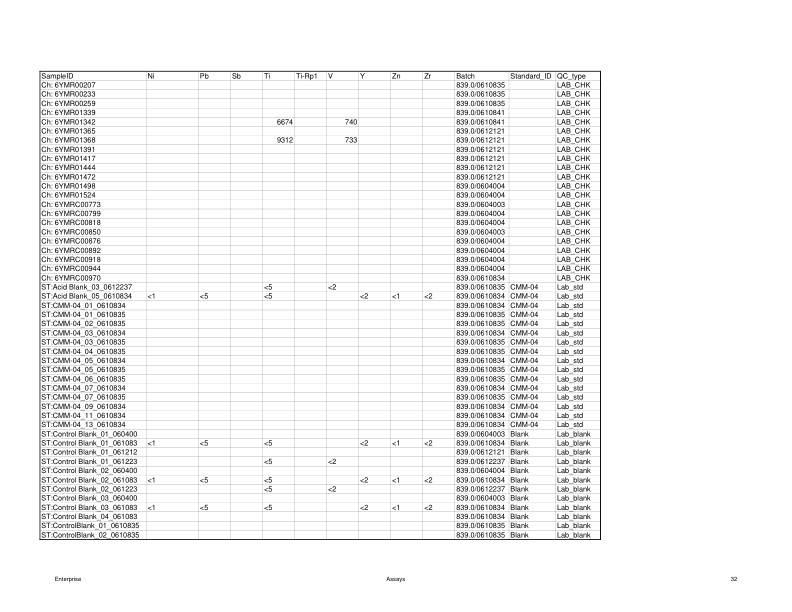 SampleID Ni Pb Sb Ti Ti-Rp1 V Y Zn Zr Batch Standard_ID QC_type
Ch: 6YMR00207 839.0/0610835 LAB_CHK
Ch: 6YMR00233 839.0/0610835 LAB_CHK
Ch: 6YMR00259 839.0/0610835 LAB_CHK
Ch: 6YMR01339 839.0/0610841 LAB_CHK
Ch: 6YMR01342 6674 740 839.0/0610841 LAB_CHK
Ch: 6YMR01365 839.0/0612121 LAB_CHK
Ch: 6YMR01368 9312 733 839.0/0612121 LAB_CHK
Ch: 6YMR01391 839.0/0612121 LAB_CHK
Ch: 6YMR01417 839.0/0612121 LAB_CHK
Ch: 6YMR01444 839.0/0612121 LAB_CHK
Ch: 6YMR01472 839.0/0612121 LAB_CHK
Ch: 6YMR01498 839.0/0604004 LAB_CHK
Ch: 6YMR01524 839.0/0604004 LAB_CHK
Ch: 6YMRC00773 839.0/0604003 LAB_CHK
Ch: 6YMRC00799 839.0/0604004 LAB_CHK
Ch: 6YMRC00818 839.0/0604004 LAB_CHK
Ch: 6YMRC00850 839.0/0604003 LAB_CHK
Ch: 6YMRC00876 839.0/0604004 LAB_CHK
Ch: 6YMRC00892 839.0/0604004 LAB_CHK
Ch: 6YMRC00918 839.0/0604004 LAB_CHK
Ch: 6YMRC00944 839.0/0604004 LAB_CHK
Ch: 6YMRC00970 839.0/0610834 LAB_CHK
ST:Acid Blank_03_0612237 <5 <2 839.0/0610835 CMM-04 Lab_std
ST:Acid Blank_05_0610834 <1 <5 <5 <2 <1 <2 839.0/0610834 CMM-04 Lab_std
ST:CMM-04_01_0610834 839.0/0610834 CMM-04 Lab_std
ST:CMM-04_01_0610835 839.0/0610835 CMM-04 Lab_std
ST:CMM-04_02_0610835 839.0/0610835 CMM-04 Lab_std
ST:CMM-04_03_0610834 839.0/0610834 CMM-04 Lab_std
ST:CMM-04_03_0610835 839.0/0610835 CMM-04 Lab_std
ST:CMM-04_04_0610835 839.0/0610835 CMM-04 Lab_std
ST:CMM-04_05_0610834 839.0/0610834 CMM-04 Lab_std
ST:CMM-04_05_0610835 839.0/0610835 CMM-04 Lab_std
ST:CMM-04_06_0610835 839.0/0610835 CMM-04 Lab_std
ST:CMM-04_07_0610834 839.0/0610834 CMM-04 Lab_std
ST:CMM-04_07_0610835 839.0/0610835 CMM-04 Lab_std
ST:CMM-04_09_0610834 839.0/0610834 CMM-04 Lab_std
ST:CMM-04_11_0610834 839.0/0610834 CMM-04 Lab_std
ST:CMM-04_13_0610834 839.0/0610834 CMM-04 Lab_std
ST:Control Blank_01_060400 839.0/0604003 Blank Lab_blank
ST:Control Blank_01_061083 <1 <5 <5 <2 <1 <2 839.0/0610834 Blank Lab_blank
ST:Control Blank_01_061212 839.0/0612121 Blank Lab_blank
ST:Control Blank_01_061223 <5 <2 839.0/0612237 Blank Lab_blank
ST:Control Blank_02_060400 839.0/0604004 Blank Lab_blank
ST:Control Blank_02_061083 <1 <5 <5 <2 <1 <2 839.0/0610834 Blank Lab_blank
ST:Control Blank_02_061223 <5 <2 839.0/0612237 Blank Lab_blank
ST:Control Blank_03_060400 839.0/0604003 Blank Lab_blank
ST:Control Blank_03_061083 <1 <5 <5 <2 <1 <2 839.0/0610834 Blank Lab_blank
ST:Control Blank_04_061083 839.0/0610834 Blank Lab_blank
ST:ControlBlank_01_0610835 839.0/0610835 Blank Lab_blank
ST:ControlBlank_02_0610835 839.0/0610835 Blank Lab_blank
Enterprise Assays 32